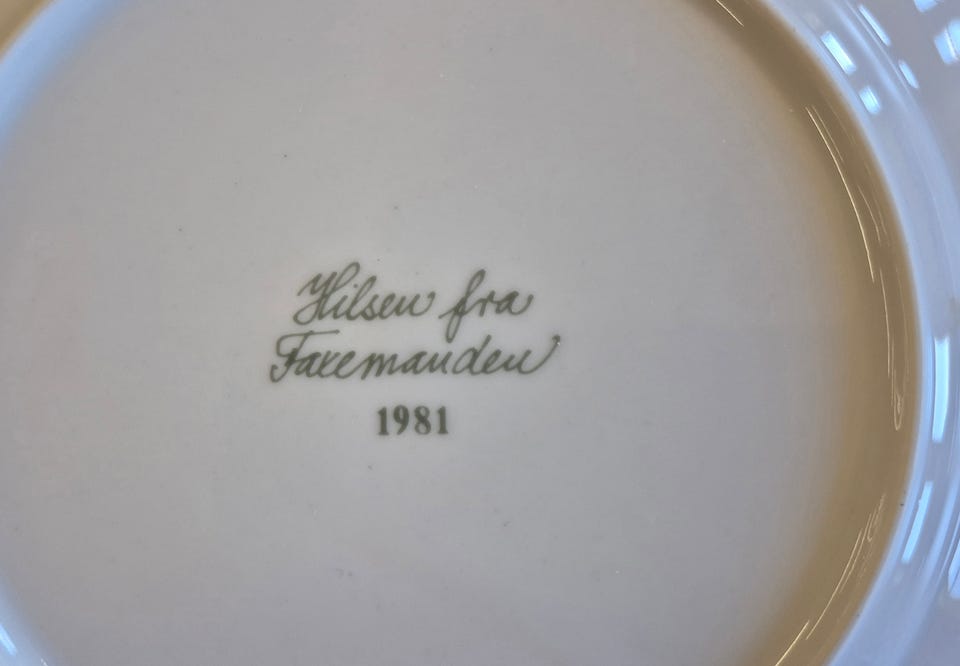 Hilsen fra
Faxemanden
1981